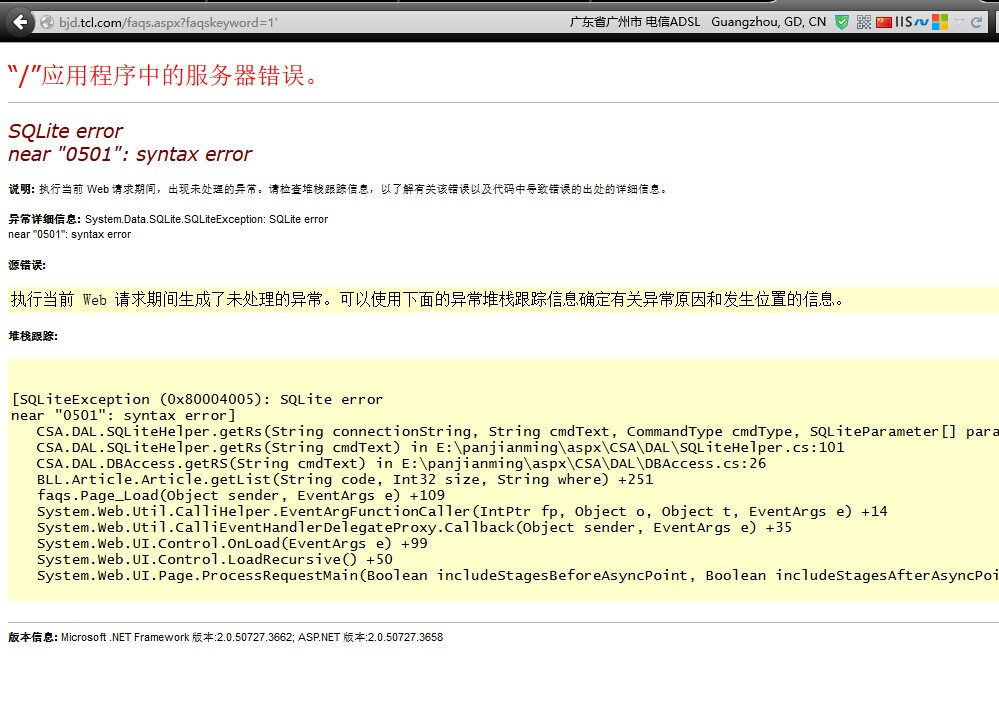 bjd.tcl.com/faqs.aspx?faqskeyword=1' 广东省广州市 电信ADSL Guangzhou, GD, CN IIS
“/”应用程序中的服务器错误。
SQLite error
near "0501": syntax error
说明: 执行当前 Web 请求期间，出现未处理的异常。请检查堆栈跟踪信息，以了解有关该错误以及代码中导致错误的出处的详细信息。
异常详细信息: System.Data.SQLite.SQLiteException: SQLite error
near "0501": syntax error
源错误:
执行当前 Web 请求期间生成了未处理的异常。可以使用下面的异常堆栈跟踪信息确定有关异常原因和发生位置的信息。
堆栈跟踪:
[SQLiteException (0x80004005): SQLite error
near "0501": syntax error]
CSA.DAL.SQLiteHelper.getRs(String connectionString, String cmdText, CommandType cmdType, SQLiteParameter[] para
CSA.DAL.SQLiteHelper.getRs(String cmdText) in E:\panjianming\aspx\CSA\DAL\SQLiteHelper.cs:101
CSA.DAL.DBAccess.getRS(String cmdText) in E:\panjianming\aspx\CSA\DAL\DBAccess.cs:26
BLL.Article.Article.getList(String code, Int32 size, String where) +251
faqs.Page_Load(Object sender, EventArgs e) +109
System.Web.Util.CalliHelper.EventArgFunctionCaller(IntPtr fp, Object o, Object t, EventArgs e) +14
System.Web.Util.CalliEventHandlerDelegateProxy.Callback(Object sender, EventArgs e) +35
System.Web.UI.Control.OnLoad(EventArgs e) +99
System.Web.UI.Control.LoadRecursive() +50
System.Web.UI.Page.ProcessRequestMain(Boolean includeStagesBeforeAsyncPoint, Boolean includeStagesAfterAsyncPoi
版本信息: Microsoft .NET Framework 版本:2.0.50727.3662; ASP.NET 版本:2.0.50727.3658